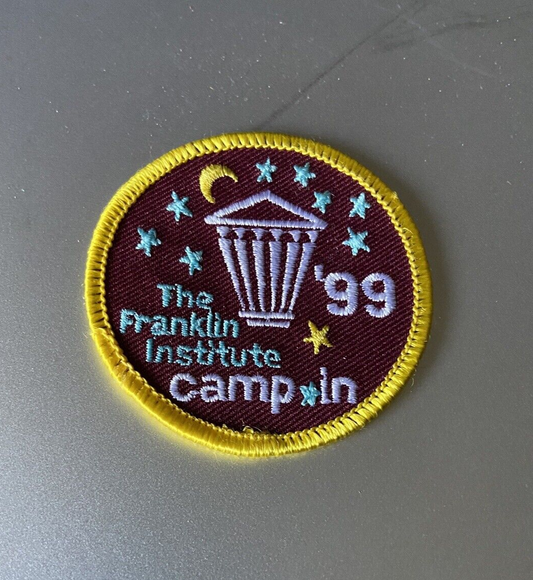 '99
The
Franklin
Institute
camp in